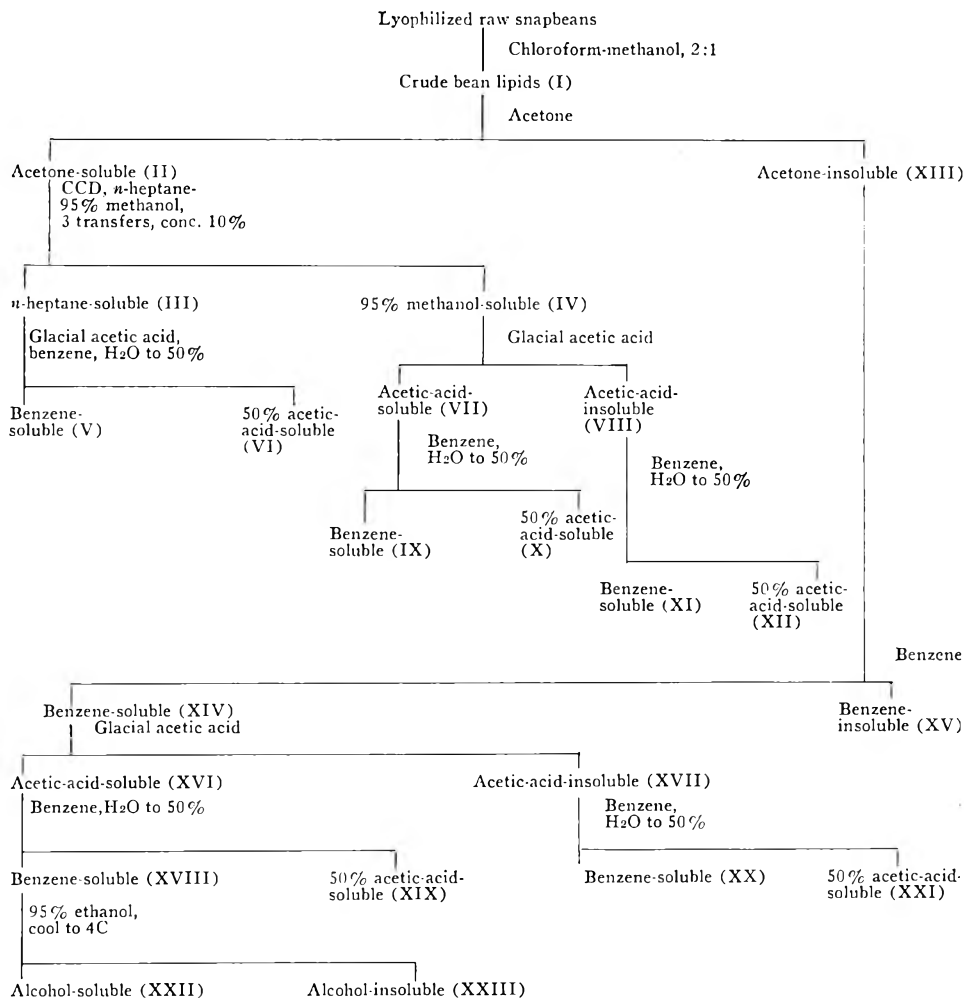 Lyophilized raw snapbeans
Chloroform-methanol, 2:1
Crude bean lipids (I)
Acetone
Acetone-soluble (II)
CCD, n-heptane-
95% methanol,
3 transfers, conc. 10%
Acetone-insoluble (XIII)
n-heptane-soluble (III)
Glacial acetic acid,
benzene, H2O to 50%
95% methanol-soluble (IV)
Glacial acetic acid
Benzene-
soluble (V)
50% acetic-
acid-soluble
(VI)
Acetic-acid-
soluble (VII)
Benzene,
H2O to 50%
Acetic-acid-
insoluble
(VIII)
Benzene,
H2O to 50%
Benzene-
soluble (IX)
50% acetic-
acid-soluble
(X)
Benzene-
soluble (XI)
50% acetic-
acid-soluble
(XII)
Benzene
Benzene-soluble (XIV)
Glacial acetic acid
Benzene-
insoluble (XV)
Acetic-acid-soluble (XVI)
Benzene,H2O to 50%
Acetic-acid-insoluble (XVII)
Benzene,
H2O to 50%
Benzene-soluble (XVIII)
95% ethanol,
cool to 4C
50% acetic-acid-
soluble (XIX)
Benzene-soluble (XX)
50% acetic-acid-
soluble (XXI)
Alcohol-soluble (XXII)
Alcohol-insoluble (XXIII)